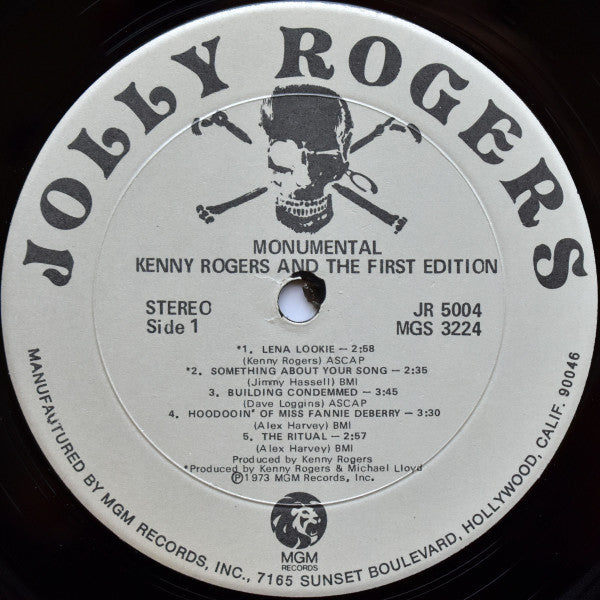 JOLLY ROGERS
MONUMENTAL
KENNY ROGERS AND THE FIRST EDITION
STEREO
Side 1
JR 5004
MGS 3224
*1. LENA LOOKIE — 2:58
(Kenny Rogers) ASCAP
*2. SOMETHING ABOUT YOUR SONG — 2:35
(Jimmy Hassell) BMI
3. BUILDING CONDEMMED — 3:45
(Dave Loggins) ASCAP
4. HOODOOIN' OF MISS FANNIE DEBERRY — 3:30
(Alex Harvey) BMI
5. THE RITUAL — 2:57
(Alex Harvey) BMI
Produced by Kenny Rogers
*Produced by Kenny Rogers & Michael Lloyd
Ⓟ1973 MGM Records, Inc.
MGM
RECORDS
MANUFAUTURED BY MGM RECORDS, INC., 7165 SUNSET BOULEVARD, HOLLYWOOD, CALIF. 90046